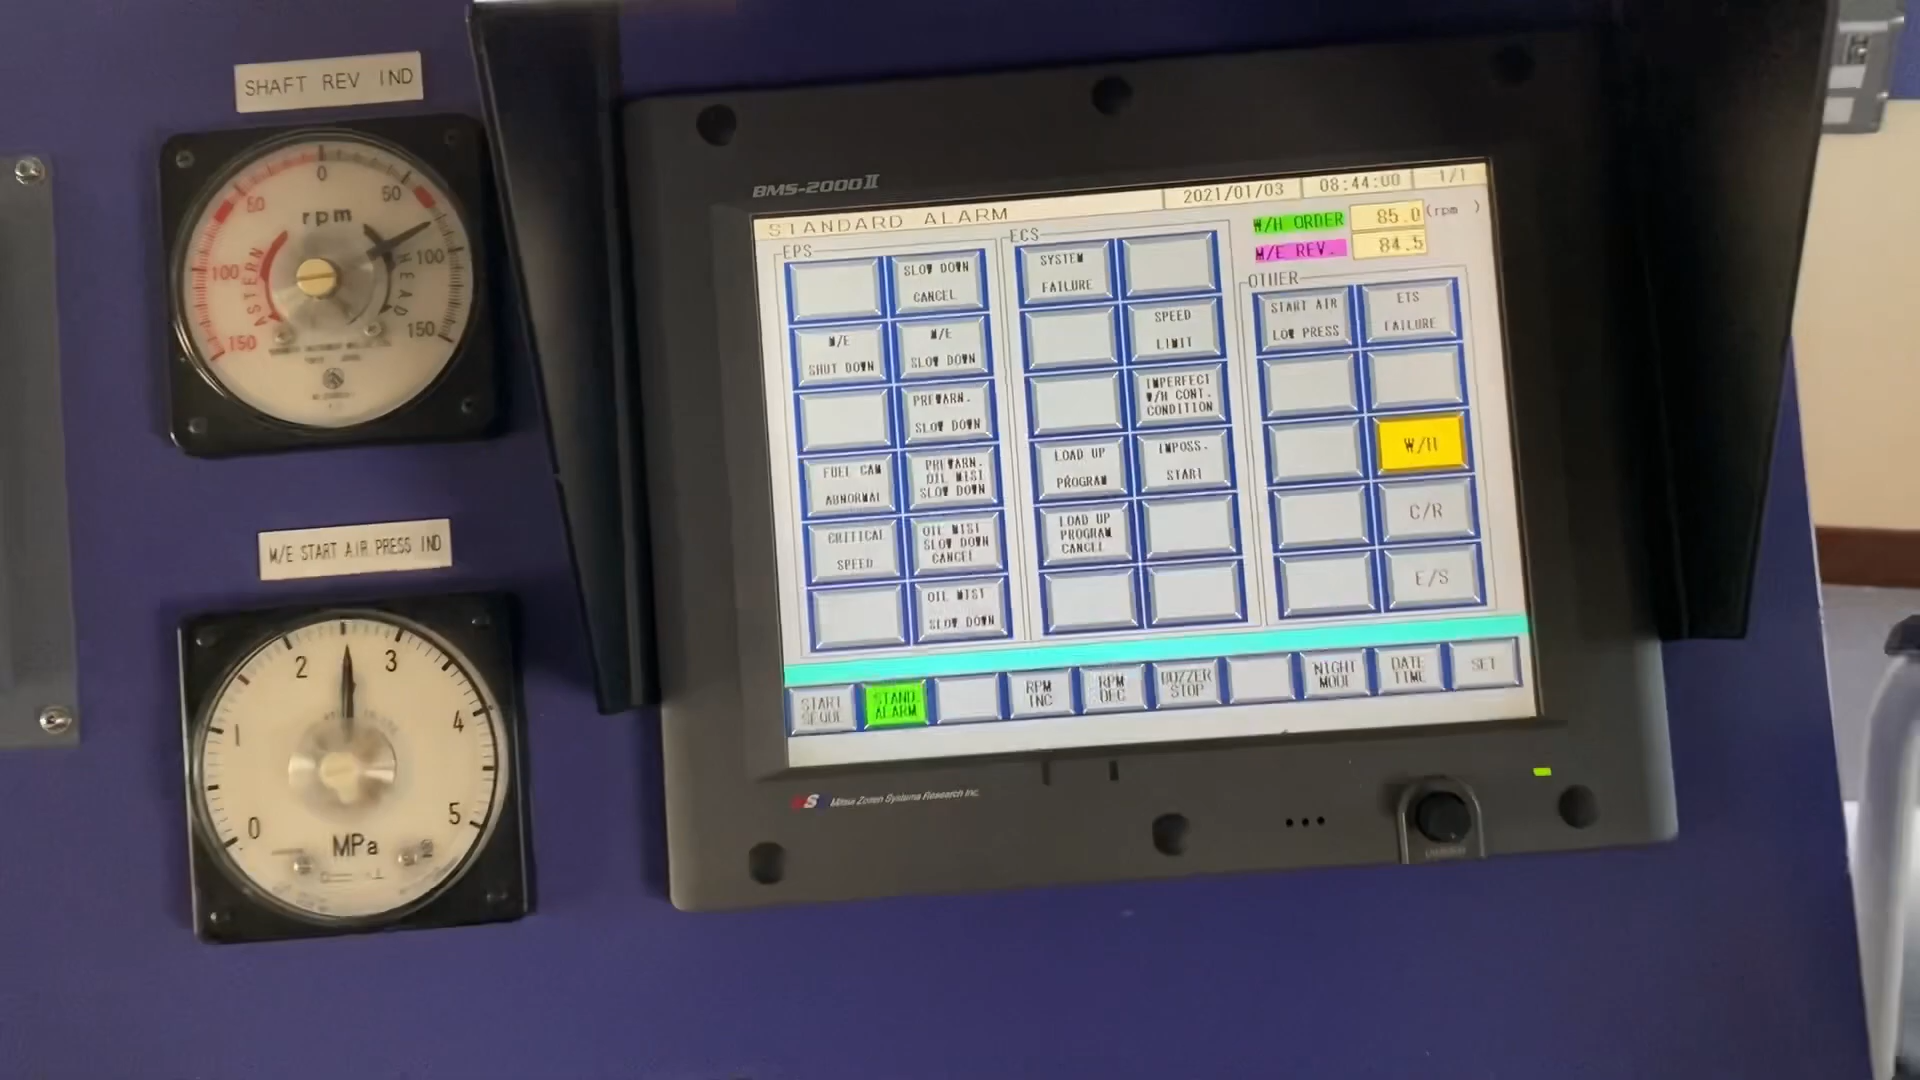 SHAFT REV IND
0
50
50
rpm
100
100
ASTERN
AHEAD
150
150
M/E START AIR PRESS IND
2
3
1
4
0
5
MPa
BMS-2000II
STANDARD ALARM
2021/01/03
08:44:00
1/1
W/H ORDER
85.0
(rpm )
M/E REV.
84.5
EPS
SLOW DOWN
CANCEL
M/E
SHUT DOWN
M/E
SLOW DOWN
PREWARN.
SLOW DOWN
FUEL CAM
ABNORMAL
PREWARN.
OIL MIST
SLOW DOWN
CRITICAL
SPEED
OIL MIST
SLOW DOWN
CANCEL
OIL MIST
SLOW DOWN
ECS
SYSTEM
FAILURE
SPEED
LIMIT
IMPERFECT
W/H CONT.
CONDITION
LOAD UP
PROGRAM
IMPOSS.
START
LOAD UP
PROGRAM
CANCEL
OTHER
START AIR
LOW PRESS
ETS
FAILURE
W/H
C/R
E/S
START
SEQUE
STAND.
ALARM
RPM
INC
RPM
DEC
BUZZER
STOP
NIGHT
MODE
DATE
TIME
SET
Mitsui Zosen Systems Research Inc.